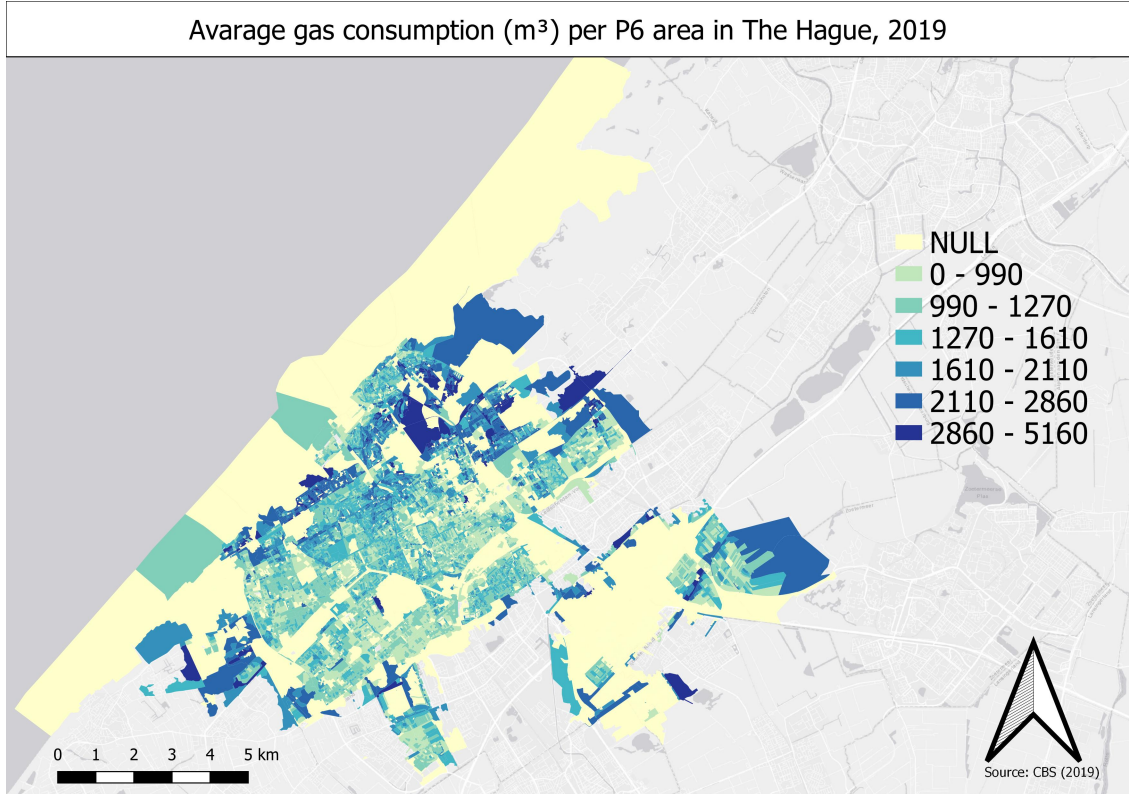 Avarage gas consumption (m³) per P6 area in The Hague, 2019
NULL
0 - 990
990 - 1270
1270 - 1610
1610 - 2110
2110 - 2860
2860 - 5160
0 1 2 3 4 5 km
Source: CBS (2019)